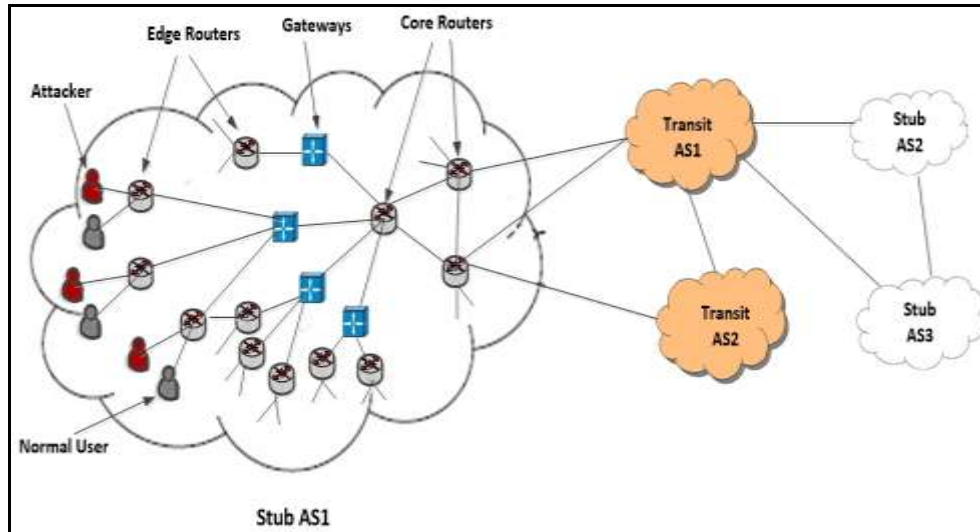 Edge Routers
Gateways
Core Routers
Attacker
Transit
AS1
Stub
AS2
Transit
AS2
Stub
AS3
Normal User
Stub AS1